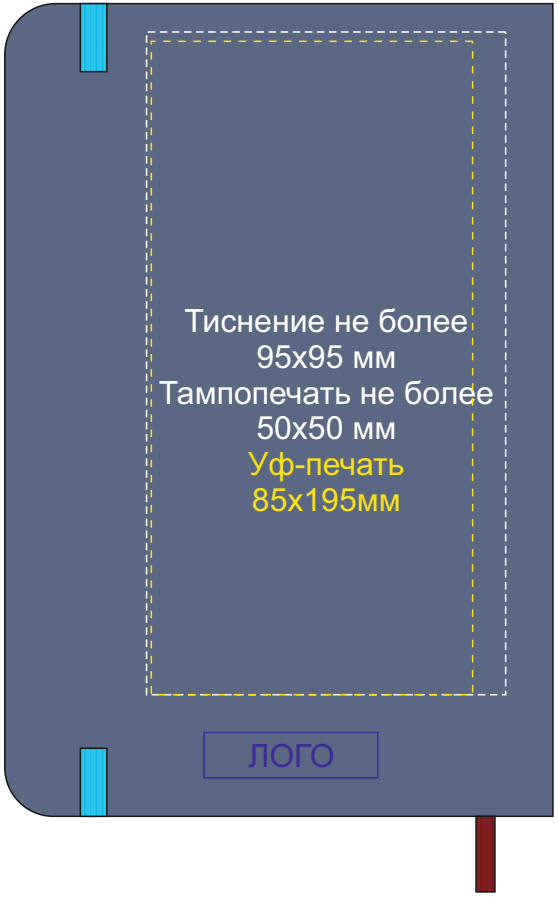 Тиснение не более
95х95 мм
Тампопечать не более
50х50 мм
Уф-печать
85х195мм
ЛОГО